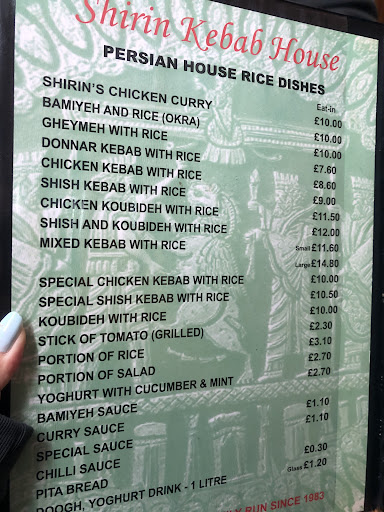 Shirin Kebab House
PERSIAN HOUSE RICE DISHES
Eat-in
SHIRIN'S CHICKEN CURRY £10.00
BAMIYEH AND RICE (OKRA) £10.00
GHEYMEH WITH RICE £10.00
DONNAR KEBAB WITH RICE £7.60
CHICKEN KEBAB WITH RICE £8.60
SHISH KEBAB WITH RICE £9.00
CHICKEN KOUBIDEH WITH RICE £11.50
SHISH AND KOUBIDEH WITH RICE £12.00
MIXED KEBAB WITH RICE Small £11.60
Large £14.80
SPECIAL CHICKEN KEBAB WITH RICE £10.00
SPECIAL SHISH KEBAB WITH RICE £10.50
KOUBIDEH WITH RICE £10.00
STICK OF TOMATO (GRILLED) £2.30
PORTION OF RICE £3.10
PORTION OF SALAD £2.70
YOGHURT WITH CUCUMBER & MINT £2.70
BAMIYEH SAUCE
CURRY SAUCE £1.10
SPECIAL SAUCE £1.10
CHILLI SAUCE
PITA BREAD £0.30
DOOGH, YOGHURT DRINK - 1 LITRE Glass £1.20
RUN SINCE 1983